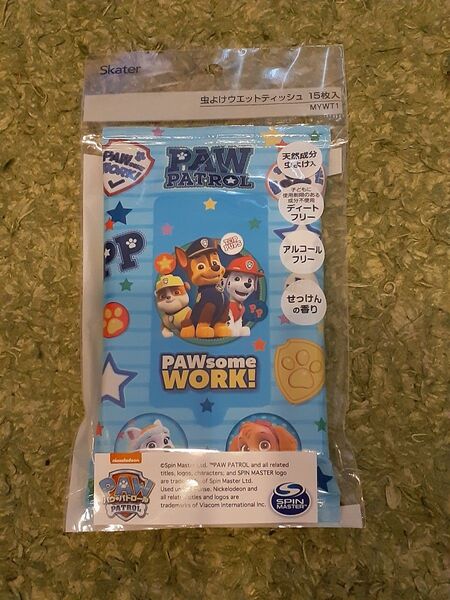 Skater
虫よけウエットティッシュ 15枚入
MYWT1
PAW
WORK!
PAW
PATROL
天然成分
虫よけ入
子どもに
使用制限のある
成分不使用
ディート
フリー
PP
アルコール
フリー
せっけん
の香り
PAWsome
WORK!
nickelodeon
©Spin Master Ltd. ™PAW PATROL and all related
titles, logos, characters; and SPIN MASTER logo
are trademarks of Spin Master Ltd.
Used under license. Nickelodeon and
all related titles and logos are
trademarks of Viacom International Inc.
PAW
パウ・パトロール
PATROL
SPIN
MASTER